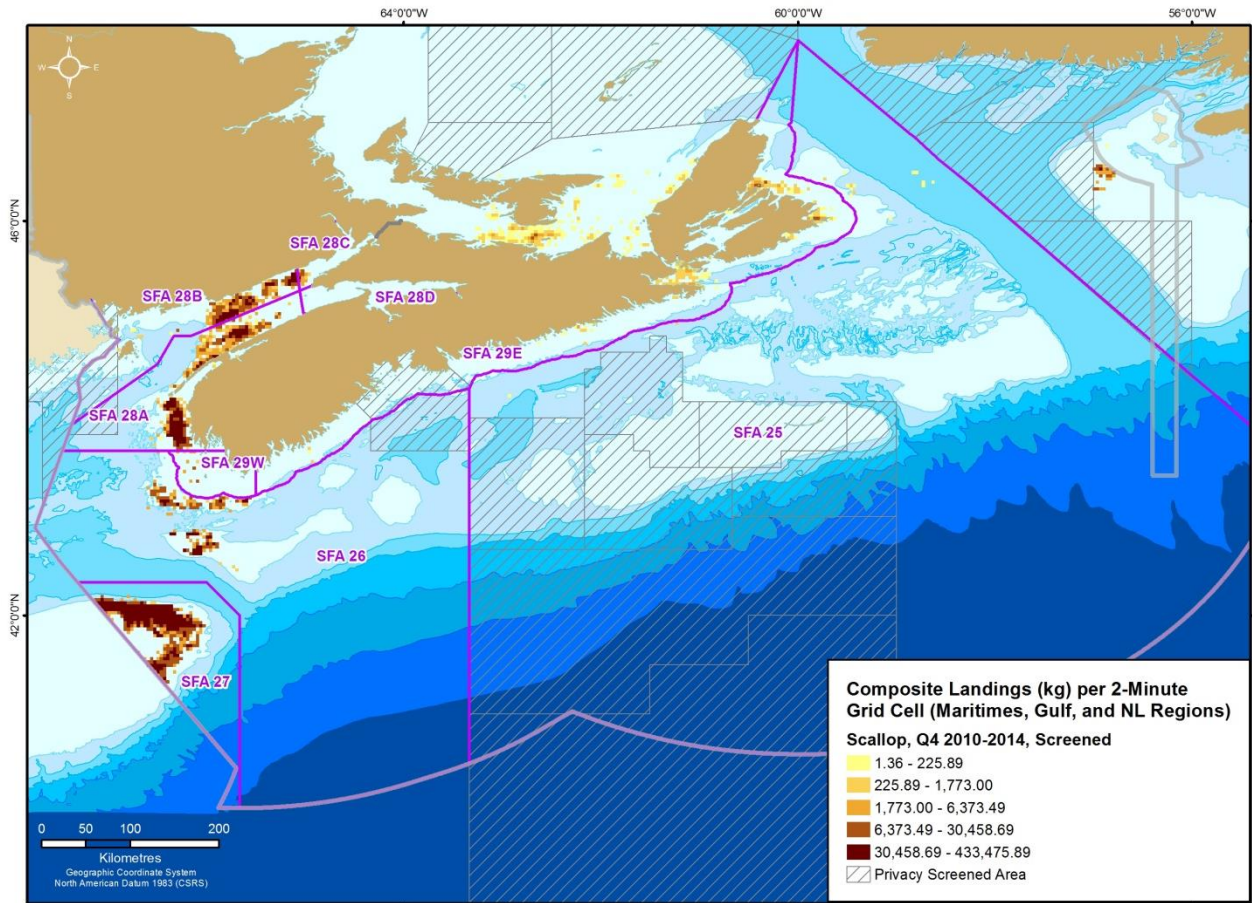 64°0'0"W
60°0'0"W
56°0'0"W
N
W E
S
46°0'0"N
SFA 28C
SFA 28B
SFA 28D
SFA 29E
SFA 28A
SFA 25
SFA 29W
SFA 26
42°0'0"N
SFA 27
0 50 100 200
Kilometres
Geographic Coordinate System
North American Datum 1983 (CSRS)
Composite Landings (kg) per 2-Minute
Grid Cell (Maritimes, Gulf, and NL Regions)
Scallop, Q4 2010-2014, Screened
1.36 - 225.89
225.89 - 1,773.00
1,773.00 - 6,373.49
6,373.49 - 30,458.69
30,458.69 - 433,475.89
Privacy Screened Area